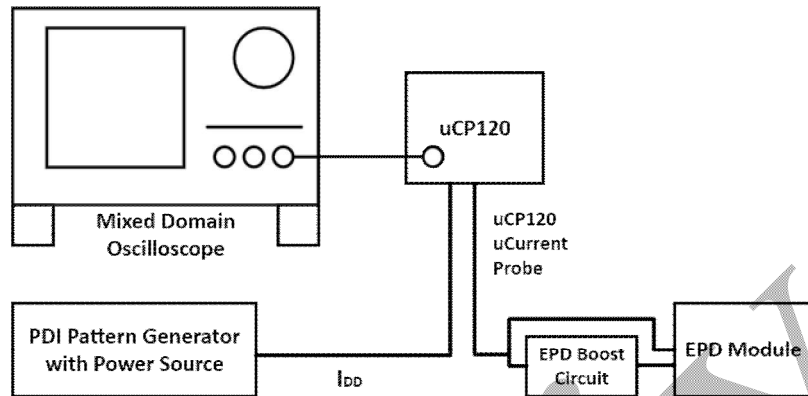 uCP120
Mixed Domain
Oscilloscope
uCP120
uCurrent
Probe
PDI Pattern Generator
with Power Source
IDD
EPD Boost
Circuit
EPD Module